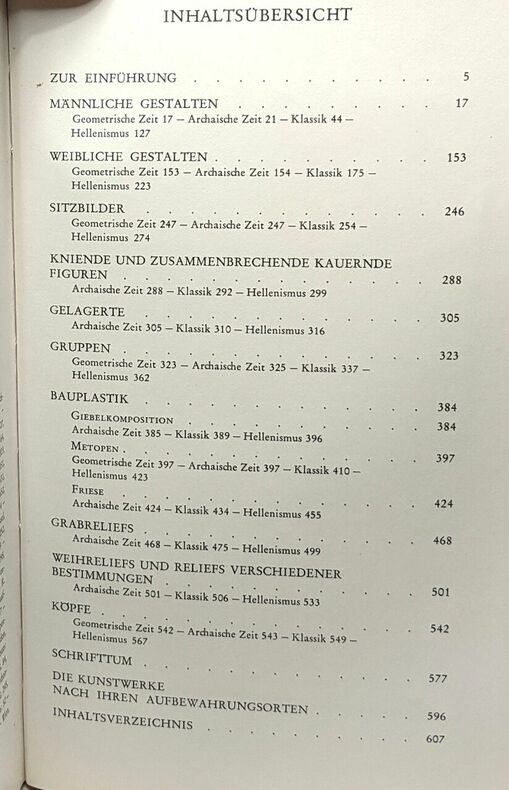 INHALTSÜBERSICHT
ZUR EINFÜHRUNG . . . . . . . . . . 5
MÄNNLICHE GESTALTEN . . . . . . . . 17
Geometrische Zeit 17 — Archaische Zeit 21 — Klassik 44 —
Hellenismus 127
WEIBLICHE GESTALTEN . . . . . . . . . 153
Geometrische Zeit 153 — Archaische Zeit 154 — Klassik 175 —
Hellenismus 223
SITZBILDER . . . . . . . . . . . 246
Geometrische Zeit 247 — Archaische Zeit 247 — Klassik 254 —
Hellenismus 274
KNIENDE UND ZUSAMMENBRECHENDE KAUERNDE
FIGUREN . . . . . . . . . . . . 288
Archaische Zeit 288 — Klassik 292 — Hellenismus 299
GELAGERTE . . . . . . . . . . . 305
Archaische Zeit 305 — Klassik 310 — Hellenismus 316
GRUPPEN . . . . . . . . . . . . 323
Geometrische Zeit 323 — Archaische Zeit 325 — Klassik 337 —
Hellenismus 362
BAUPLASTIK . . . . . . . . . . . 384
GIEBELKOMPOSITION . . . . . . . . . 384
Archaische Zeit 385 — Klassik 389 — Hellenismus 396
METOPEN . . . . . . . . . . . . 397
Geometrische Zeit 397 — Archaische Zeit 397 — Klassik 410 —
Hellenismus 423
FRIESE . . . . . . . . . . . . 424
Archaische Zeit 424 — Klassik 434 — Hellenismus 455
GRABRELIEFS . . . . . . . . . . . 468
Archaische Zeit 468 — Klassik 475 — Hellenismus 499
WEIHRELIEFS UND RELIEFS VERSCHIEDENER
BESTIMMUNGEN . . . . . . . . . . 501
Archaische Zeit 501 — Klassik 506 — Hellenismus 533
KÖPFE . . . . . . . . . . . . . 542
Geometrische Zeit 542 — Archaische Zeit 543 — Klassik 549 —
Hellenismus 567
SCHRIFTTUM . . . . . . . . . . . 577
DIE KUNSTWERKE
NACH IHREN AUFBEWAHRUNGSORTEN . . . . . 596
INHALTSVERZEICHNIS . . . . . . . . . 607